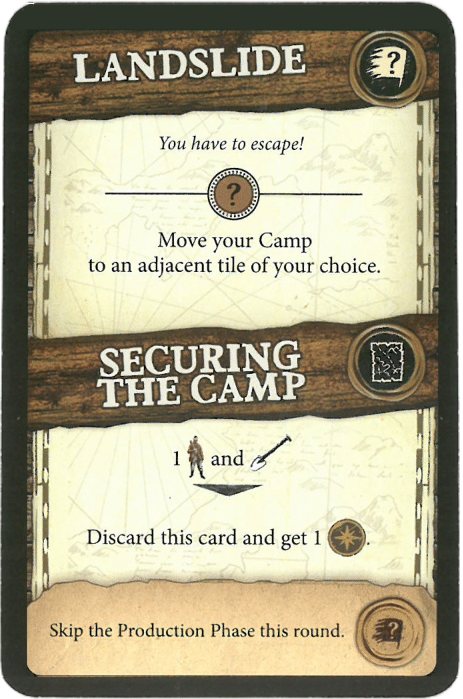 LANDSLIDE
?
You have to escape!
?
Move your Camp
to an adjacent tile of your choice.
SECURING
THE CAMP
1 and
Discard this card and get 1 .
Skip the Production Phase this round.
?